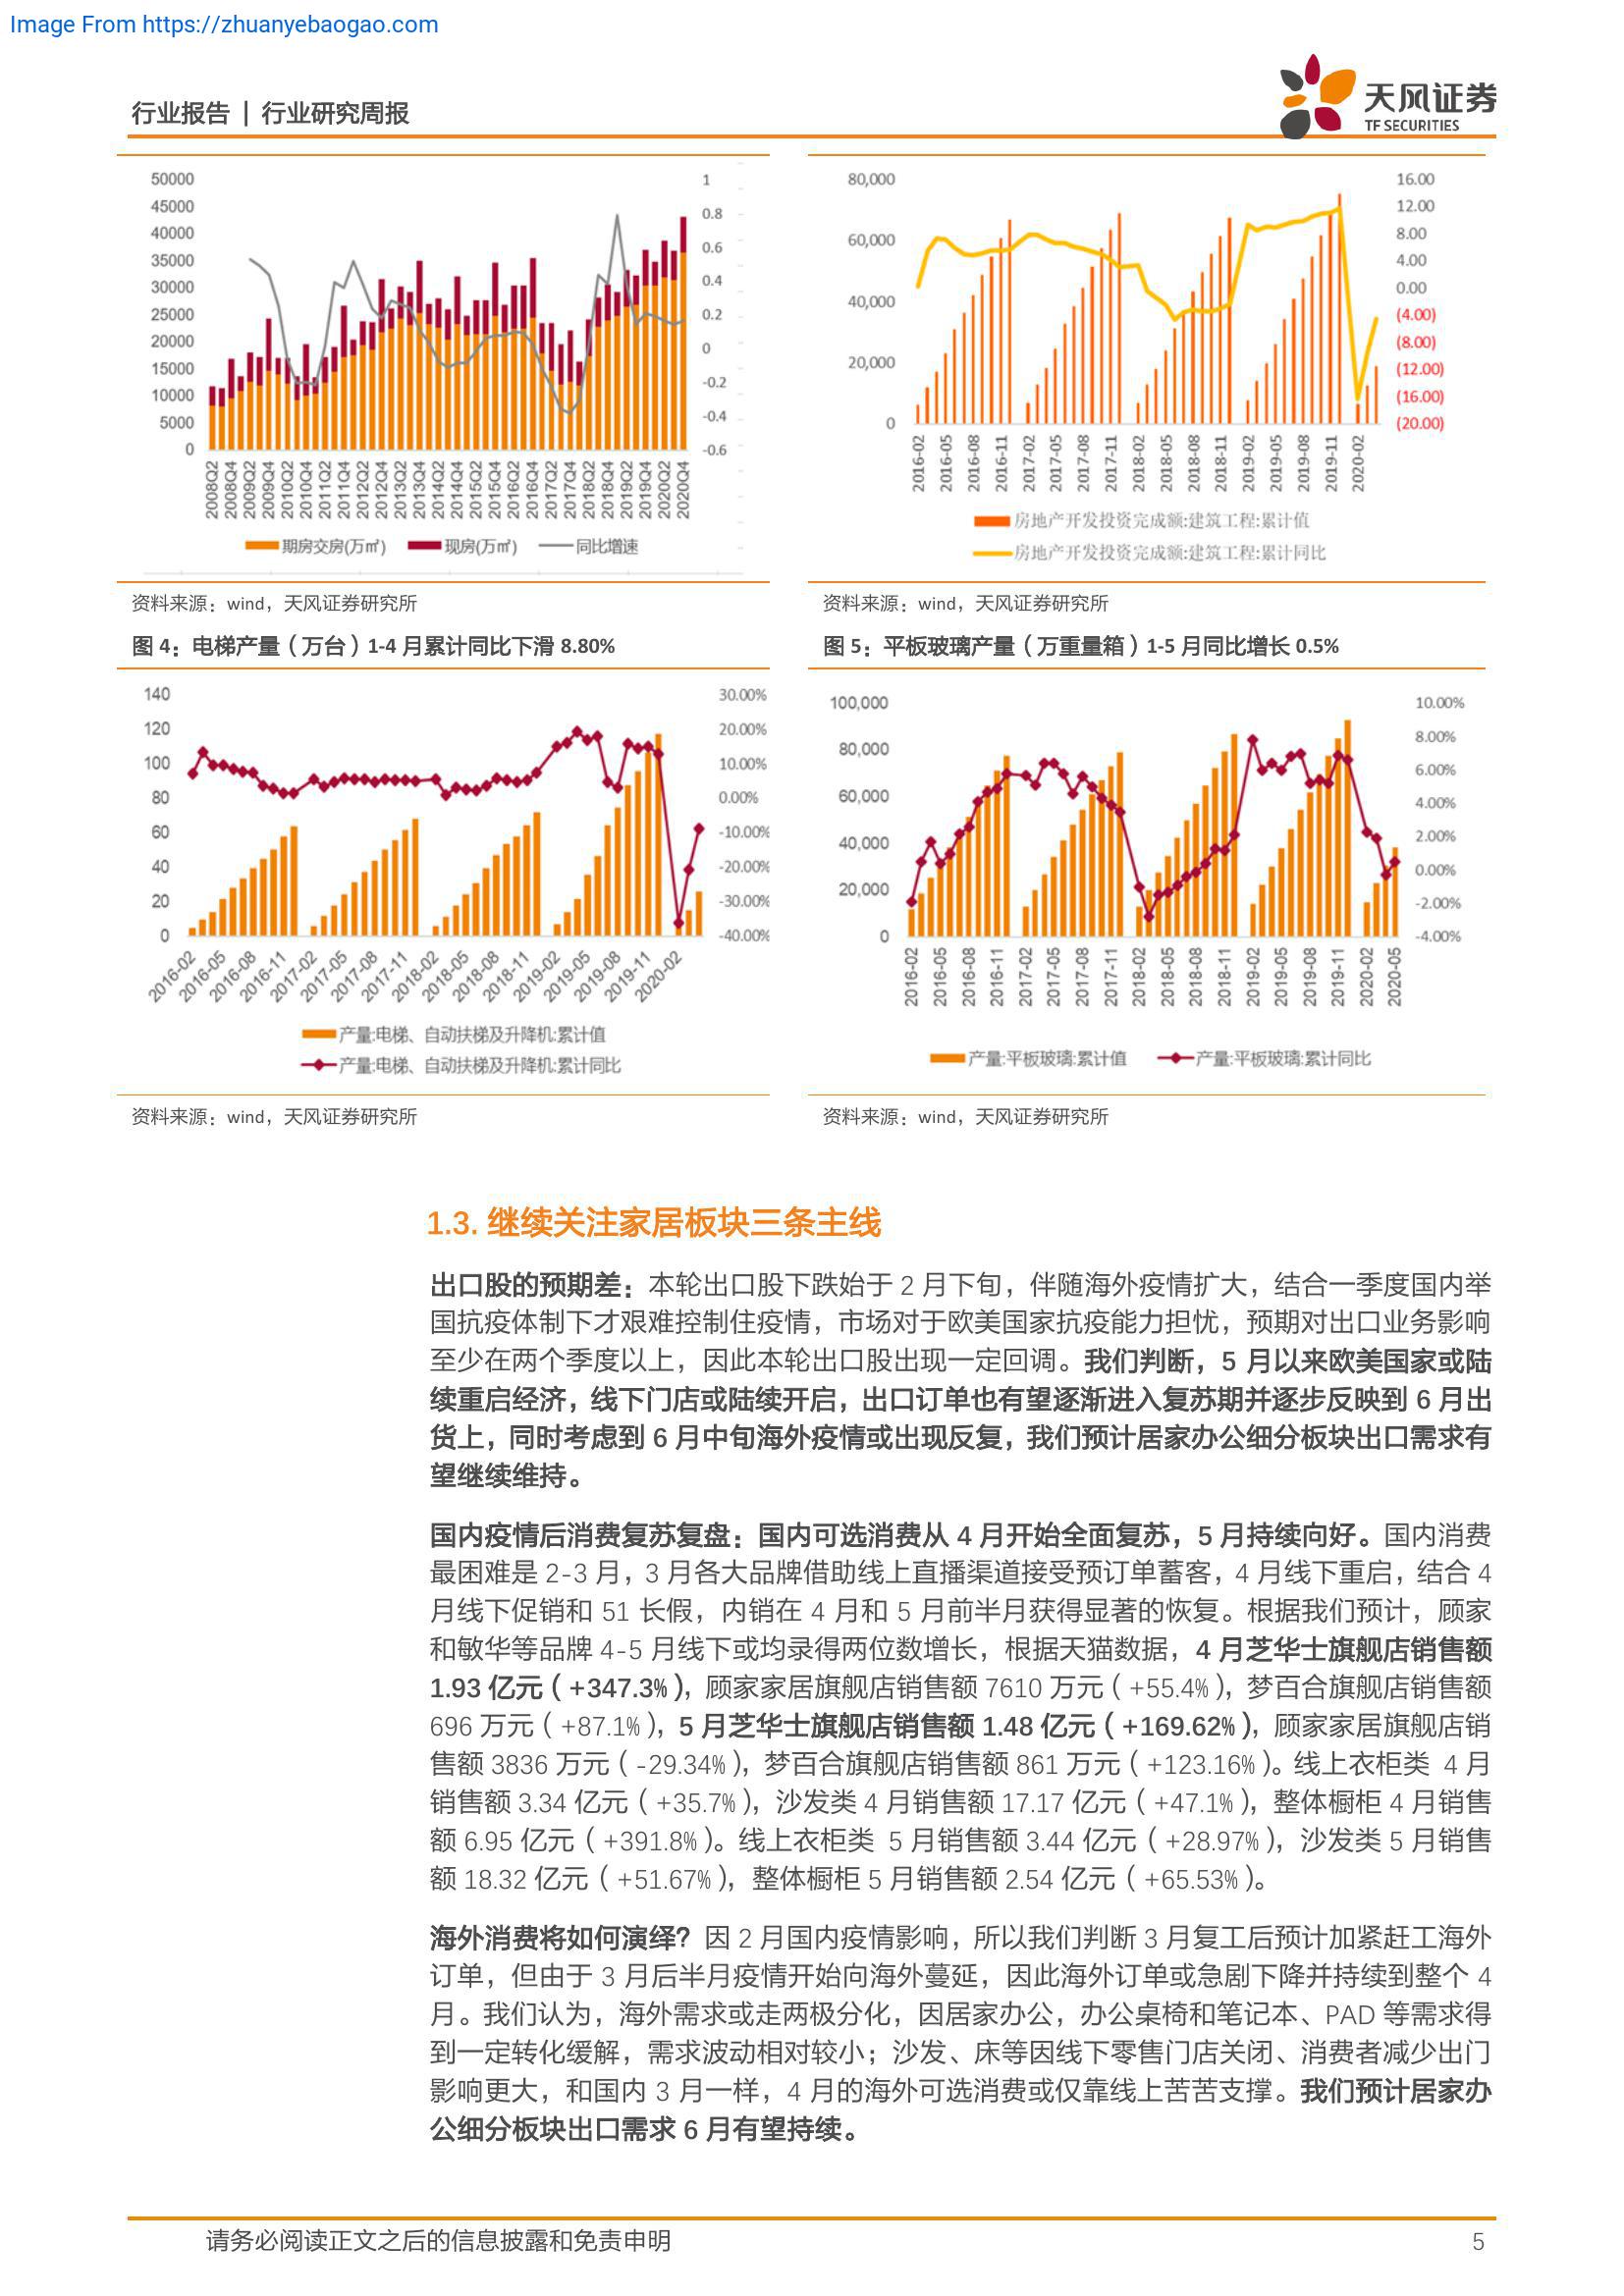 Image From https://zhuanyebaogao.com
行业报告 | 行业研究周报
天风证券
TF SECURITIES
50000
45000
40000
35000
30000
25000
20000
15000
10000
5000
0
1
0.8
0.6
0.4
0.2
0
-0.2
-0.4
-0.6
2008Q2
2008Q4
2009Q2
2009Q4
2010Q2
2010Q4
2011Q2
2011Q4
2012Q2
2012Q4
2013Q2
2013Q4
2014Q2
2014Q4
2015Q2
2015Q4
2016Q2
2016Q4
2017Q2
2017Q4
2018Q2
2018Q4
2019Q2
2019Q4
2020Q2
2020Q4
期房交房(万㎡) 现房(万㎡) 同比增速
80,000
60,000
40,000
20,000
0
16.00
12.00
8.00
4.00
0.00
(4.00)
(8.00)
(12.00)
(16.00)
(20.00)
2016-02
2016-05
2016-08
2016-11
2017-02
2017-05
2017-08
2017-11
2018-02
2018-05
2018-08
2018-11
2019-02
2019-05
2019-08
2019-11
2020-02
房地产开发投资完成额:建筑工程:累计值
房地产开发投资完成额:建筑工程:累计同比
资料来源：wind，天风证券研究所
资料来源：wind，天风证券研究所
图 4：电梯产量（万台）1-4 月累计同比下滑 8.80%
图 5：平板玻璃产量（万重量箱）1-5 月同比增长 0.5%
140
120
100
80
60
40
20
0
30.00%
20.00%
10.00%
0.00%
-10.00%
-20.00%
-30.00%
-40.00%
2016-02
2016-05
2016-08
2016-11
2017-02
2017-05
2017-08
2017-11
2018-02
2018-05
2018-08
2018-11
2019-02
2019-05
2019-08
2019-11
2020-02
产量:电梯、自动扶梯及升降机:累计值
产量:电梯、自动扶梯及升降机:累计同比
100,000
80,000
60,000
40,000
20,000
0
10.00%
8.00%
6.00%
4.00%
2.00%
0.00%
-2.00%
-4.00%
2016-02
2016-05
2016-08
2016-11
2017-02
2017-05
2017-08
2017-11
2018-02
2018-05
2018-08
2018-11
2019-02
2019-05
2019-08
2019-11
2020-02
2020-05
产量:平板玻璃:累计值 产量:平板玻璃:累计同比
资料来源：wind，天风证券研究所
资料来源：wind，天风证券研究所
1.3. 继续关注家居板块三条主线
出口股的预期差：本轮出口股下跌始于 2 月下旬，伴随海外疫情扩大，结合一季度国内举
国抗疫体制下才艰难控制住疫情，市场对于欧美国家抗疫能力担忧，预期对出口业务影响
至少在两个季度以上，因此本轮出口股出现一定回调。我们判断，5 月以来欧美国家或陆
续重启经济，线下门店或陆续开启，出口订单也有望逐渐进入复苏期并逐步反映到 6 月出
货上，同时考虑到 6 月中旬海外疫情或出现反复，我们预计居家办公细分板块出口需求有
望继续维持。
国内疫情后消费复苏复盘：国内可选消费从 4 月开始全面复苏，5 月持续向好。国内消费
最困难是 2-3 月，3 月各大品牌借助线上直播渠道接受预订单蓄客，4 月线下重启，结合 4
月线下促销和 51 长假，内销在 4 月和 5 月前半月获得显著的恢复。根据我们预计，顾家
和敏华等品牌 4-5 月线下或均录得两位数增长，根据天猫数据，4 月芝华士旗舰店销售额
1.93 亿元（+347.3%），顾家家居旗舰店销售额 7610 万元（+55.4%），梦百合旗舰店销售额
696 万元（+87.1%），5 月芝华士旗舰店销售额 1.48 亿元（+169.62%），顾家家居旗舰店销
售额 3836 万元（-29.34%），梦百合旗舰店销售额 861 万元（+123.16%）。线上衣柜类 4 月
销售额 3.34 亿元（+35.7%），沙发类 4 月销售额 17.17 亿元（+47.1%），整体橱柜 4 月销售
额 6.95 亿元（+391.8%）。线上衣柜类 5 月销售额 3.44 亿元（+28.97%），沙发类 5 月销售
额 18.32 亿元（+51.67%），整体橱柜 5 月销售额 2.54 亿元（+65.53%）。
海外消费将如何演绎？因 2 月国内疫情影响，所以我们判断 3 月复工后预计加紧赶工海外
订单，但由于 3 月后半月疫情开始向海外蔓延，因此海外订单或急剧下降并持续到整个 4
月。我们认为，海外需求或走两极分化，因居家办公，办公桌椅和笔记本、PAD 等需求得
到一定转化缓解，需求波动相对较小；沙发、床等因线下零售门店关闭、消费者减少出门
影响更大，和国内 3 月一样，4 月的海外可选消费或仅靠线上苦苦支撑。我们预计居家办
公细分板块出口需求 6 月有望持续。
请务必阅读正文之后的信息披露和免责申明
5